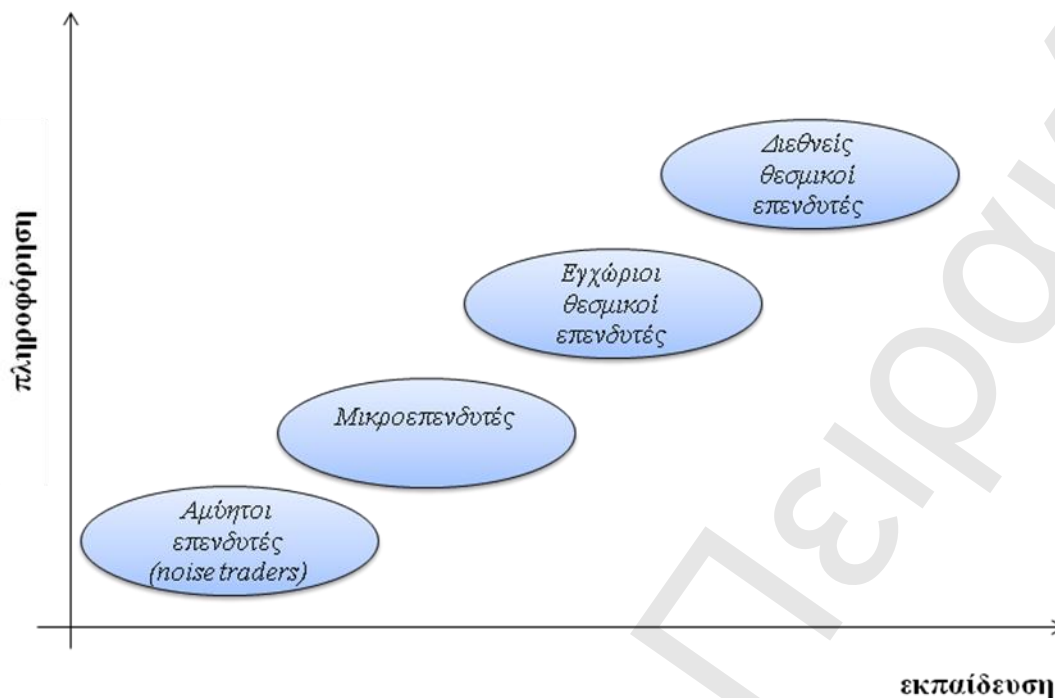 Διεθνείς
θεσμικοί
επενδυτές
πληροφόρηση
Εγχώριοι
θεσμικοί
επενδυτές
Μικροεπενδυτές
Αμύητοι
επενδυτές
(noise traders)
εκπαίδευση